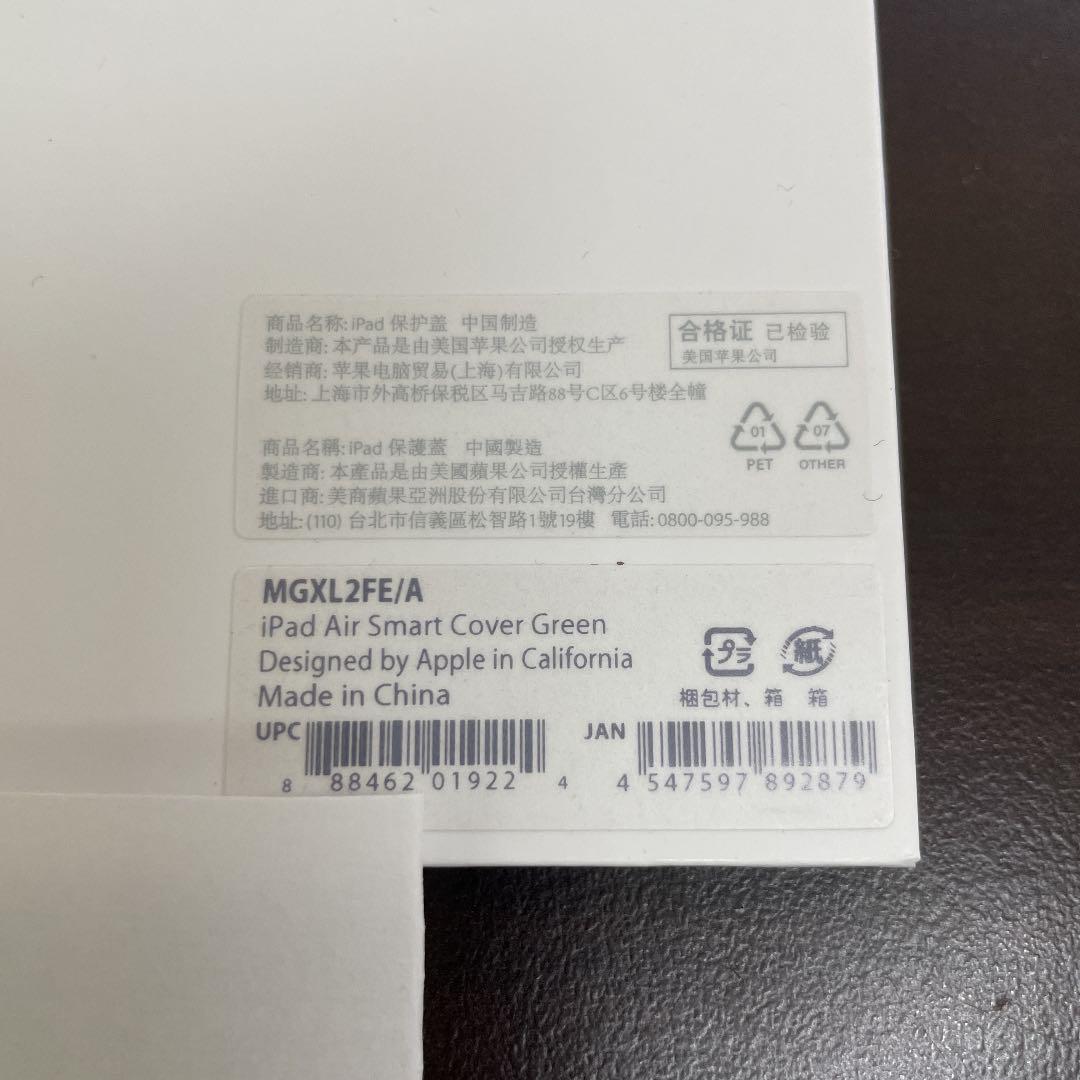 商品名称: iPad 保护盖 中国制造
制造商: 本产品是由美国苹果公司授权生产
经销商: 苹果电脑贸易(上海)有限公司
地址: 上海市外高桥保税区马吉路88号C区6号楼全幢
合格证 已检验
美国苹果公司
01 07
PET OTHER
商品名稱: iPad 保護蓋 中國製造
製造商: 本產品是由美國蘋果公司授權生產
進口商: 美商蘋果亞洲股份有限公司台灣分公司
地址: (110) 台北市信義區松智路1號19樓 電話: 0800-095-988
MGXL2FE/A
iPad Air Smart Cover Green
Designed by Apple in California
Made in China
プラ 紙
梱包材、箱 箱
UPC JAN
8 88462 01922 4 4 547597 892879